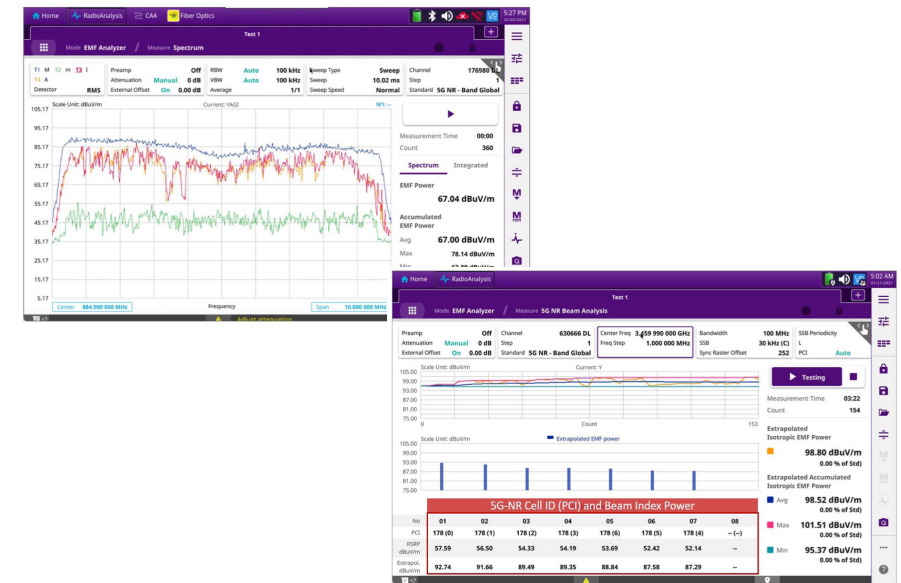 Home RadioAnalysis CAA Fiber Optics 5:27 PM
Test 1
Mode EMF Analyzer / Measure Spectrum
T1 M T2 m T3 I Preamp Off RBW Auto 100 kHz Sweep Type Sweep Channel 176980 DL
T4 A Attenuation Manual 0 dB VBW Auto 100 kHz Sweep 10.02 ms Step 1
Detector RMS External Offset On 0.00 dB Average 1/1 Sweep Speed Normal Standard 5G NR - Band Global
Scale Unit: dBuV/m Current: YAGI M1: --
105.17
95.17
85.17
75.17
65.17
55.17
45.17
35.17
25.17
15.17
5.17
Center 884.900 000 MHz Frequency Span 10.000 000 MHz
Adjust attenuation
Measurement Time 00:00
Count 360
Spectrum Integrated
EMF Power
67.04 dBuV/m
Accumulated
EMF Power
Avg 67.00 dBuV/m
Max 78.14 dBuV/m
Home RadioAnalysis 5:02 AM
Test 1
Mode EMF Analyzer / Measure 5G NR Beam Analysis
Preamp Off Channel 630666 DL Center Freq 3.459 990 000 GHz Bandwidth 100 MHz SSB Periodicity
Attenuation Manual 0 dB Step 1 Freq Step 1.000 000 MHz SSB 30 kHz (C) L
External Offset On 0.00 dB Standard 5G NR - Band Global Sync Raster Offset 252 PCI Auto
Scale Unit: dBuV/m Current: Y
105.00
99.00
93.00
87.00
81.00
75.00
0 Count 153
Scale Unit: dBuV/m Extrapolated EMF power
105.00
99.00
93.00
87.00
81.00
75.00
5G-NR Cell ID (PCI) and Beam Index Power
No 01 02 03 04 05 06 07 08
PCI 178 (0) 178 (1) 178 (2) 178 (3) 178 (5) 178 (6) 178 (4) -- (--)
RSRP dBuV/m 57.59 56.50 54.33 54.19 53.69 52.42 52.14 --
Extrapol. dBuV/m 92.74 91.66 89.49 89.35 88.84 87.58 87.29 --
Testing
Measurement Time 03:22
Count 154
Extrapolated
Isotropic EMF Power
98.80 dBuV/m
0.00 % of Std)
Extrapolated Accumulated
Isotropic EMF Power
Avg 98.52 dBuV/m
0.00 % of Std)
Max 101.51 dBuV/m
0.00 % of Std)
Min 95.37 dBuV/m
0.00 % of Std)